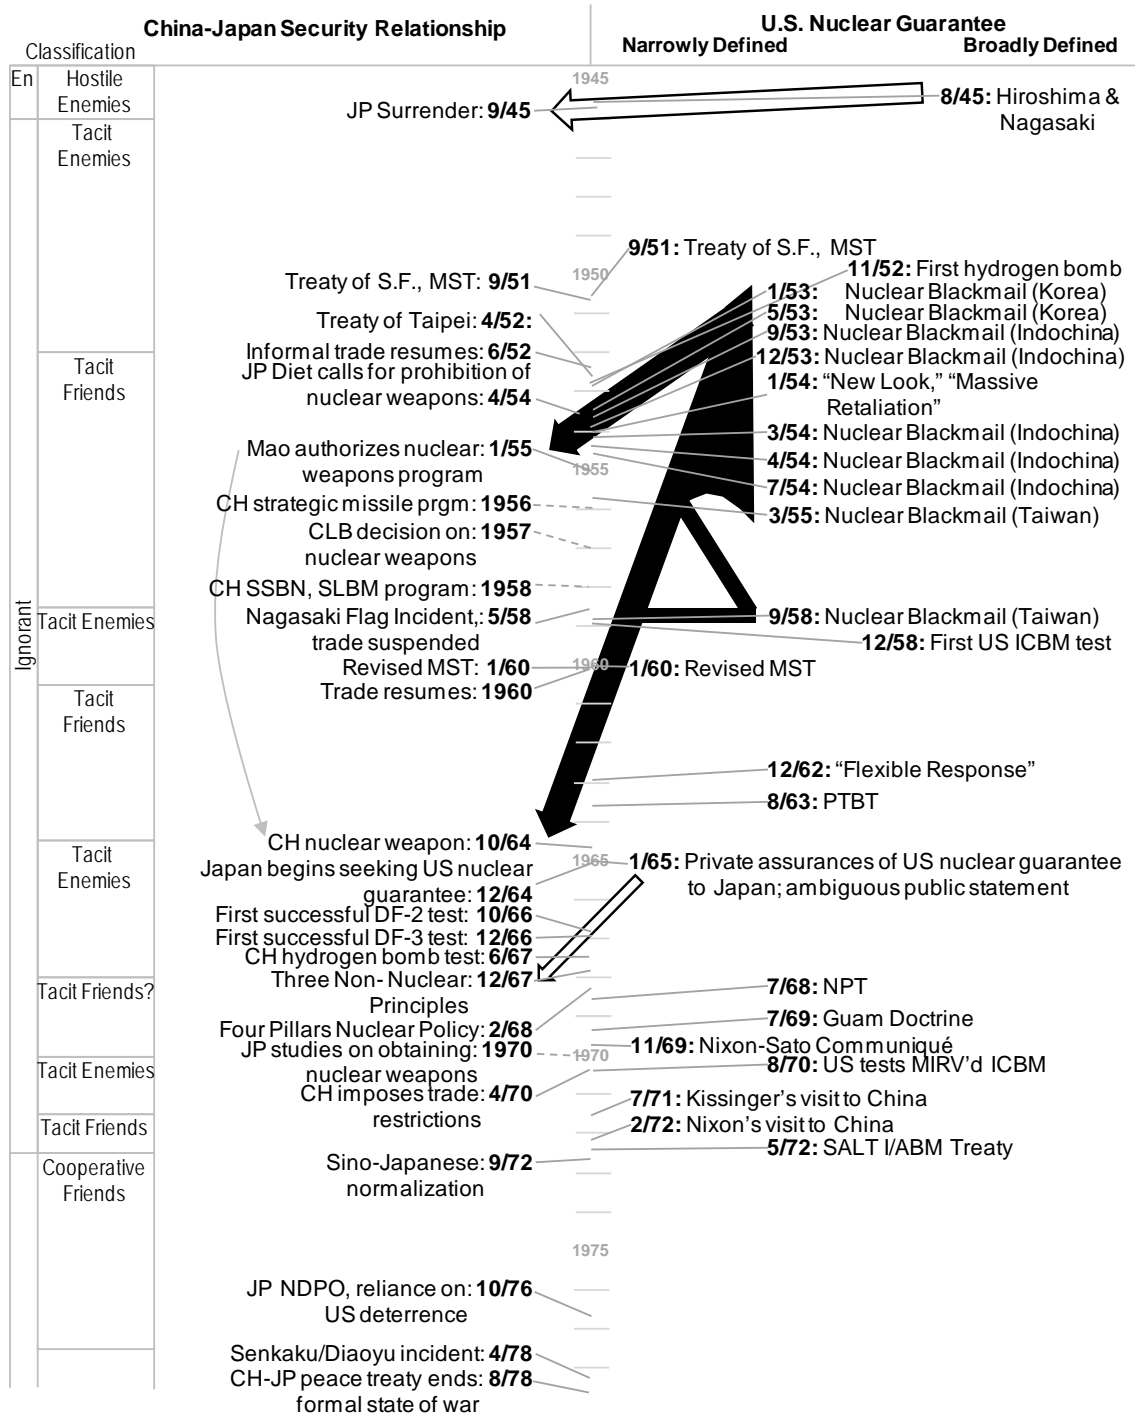 China-Japan Security Relationship
U.S. Nuclear Guarantee
Narrowly Defined
Broadly Defined
Classification
En
Hostile
Enemies
Tacit
Enemies
Tacit
Friends
Tacit Enemies
Tacit
Friends
Tacit
Enemies
Tacit Friends?
Tacit Enemies
Tacit Friends
Cooperative
Friends
Ignorant
1945
1950
1955
1960
1965
1970
1975
JP Surrender: 9/45
Treaty of S.F., MST: 9/51
Treaty of Taipei: 4/52:
Informal trade resumes: 6/52
JP Diet calls for prohibition of
nuclear weapons: 4/54
Mao authorizes nuclear: 1/55
weapons program
CH strategic missile prgm: 1956
CLB decision on: 1957
nuclear weapons
CH SSBN, SLBM program: 1958
Nagasaki Flag Incident,: 5/58
trade suspended
Revised MST: 1/60
Trade resumes: 1960
CH nuclear weapon: 10/64
Japan begins seeking US nuclear
guarantee: 12/64
First successful DF-2 test: 10/66
First successful DF-3 test: 12/66
CH hydrogen bomb test: 6/67
Three Non-Nuclear: 12/67
Principles
Four Pillars Nuclear Policy: 2/68
JP studies on obtaining: 1970
nuclear weapons
CH imposes trade: 4/70
restrictions
Sino-Japanese: 9/72
normalization
JP NDPO, reliance on: 10/76
US deterrence
Senkaku/Diaoyu incident: 4/78
CH-JP peace treaty ends: 8/78
formal state of war
8/45: Hiroshima &
Nagasaki
9/51: Treaty of S.F., MST
11/52: First hydrogen bomb
1/53: Nuclear Blackmail (Korea)
5/53: Nuclear Blackmail (Korea)
9/53: Nuclear Blackmail (Indochina)
12/53: Nuclear Blackmail (Indochina)
1/54: “New Look,” “Massive
Retaliation”
3/54: Nuclear Blackmail (Indochina)
4/54: Nuclear Blackmail (Indochina)
7/54: Nuclear Blackmail (Indochina)
3/55: Nuclear Blackmail (Taiwan)
9/58: Nuclear Blackmail (Taiwan)
12/58: First US ICBM test
1/60: Revised MST
12/62: “Flexible Response”
8/63: PTBT
1/65: Private assurances of US nuclear guarantee
to Japan; ambiguous public statement
7/68: NPT
7/69: Guam Doctrine
11/69: Nixon-Sato Communiqué
8/70: US tests MIRV’d ICBM
7/71: Kissinger’s visit to China
2/72: Nixon’s visit to China
5/72: SALT I/ABM Treaty